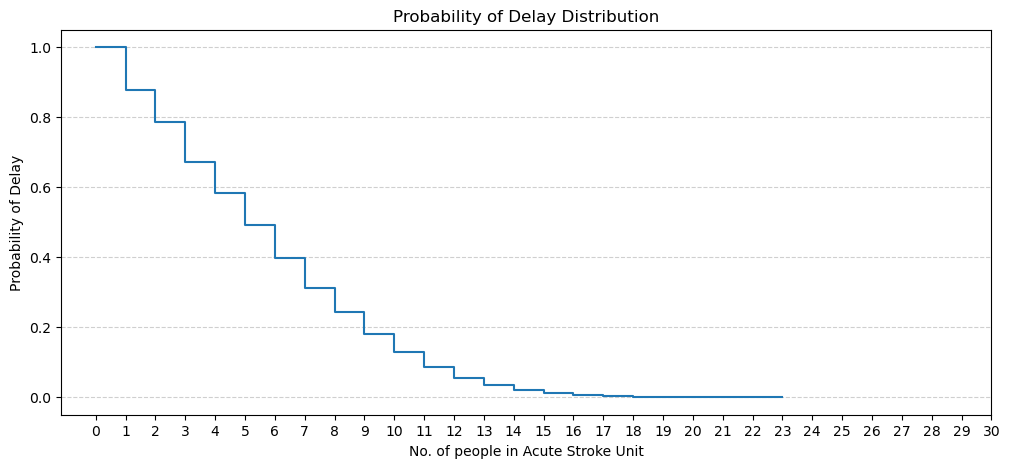 Probability of Delay Distribution
Probability of Delay
1.0
0.8
0.6
0.4
0.2
0.0
0 1 2 3 4 5 6 7 8 9 10 11 12 13 14 15 16 17 18 19 20 21 22 23 24 25 26 27 28 29 30
No. of people in Acute Stroke Unit